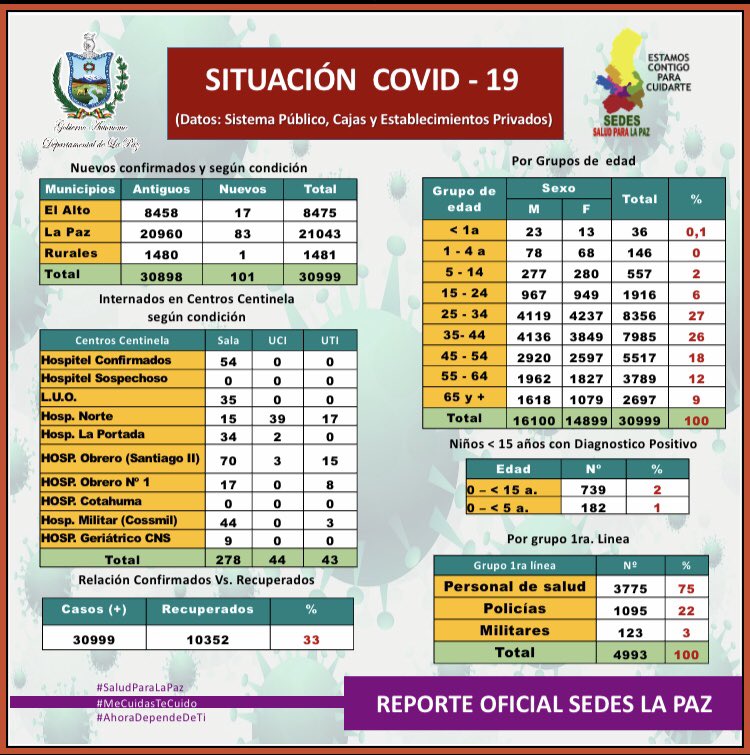 Gobierno Autónomo
Departamental de La Paz
SITUACIÓN COVID - 19
(Datos: Sistema Público, Cajas y Establecimientos Privados)
ESTAMOS
CONTIGO
PARA
CUIDARTE
SEDES
SALUD PARA LA PAZ
Nuevos confirmados y según condición
Municipios Antiguos Nuevos Total
El Alto 8458 17 8475
La Paz 20960 83 21043
Rurales 1480 1 1481
Total 30898 101 30999
Internados en Centros Centinela
según condición
Centros Centinela Sala UCI UTI
Hospitel Confirmados 54 0 0
Hospitel Sospechoso 0 0 0
L.U.O. 35 0 0
Hosp. Norte 15 39 17
Hosp. La Portada 34 2 0
HOSP. Obrero (Santiago II) 70 3 15
HOSP. Obrero Nº 1 17 0 8
HOSP. Cotahuma 0 0 0
Hosp. Militar (Cossmil) 44 0 3
HOSP. Geriátrico CNS 9 0 0
Total 278 44 43
Relación Confirmados Vs. Recuperados
Casos (+) Recuperados %
30999 10352 33
Por Grupos de edad
Grupo de edad Sexo Total %
M F
< 1a 23 13 36 0,1
1 - 4 a 78 68 146 0
5 - 14 277 280 557 2
15 - 24 967 949 1916 6
25 - 34 4119 4237 8356 27
35- 44 4136 3849 7985 26
45 - 54 2920 2597 5517 18
55 - 64 1962 1827 3789 12
65 y + 1618 1079 2697 9
Total 16100 14899 30999 100
Niños < 15 años con Diagnostico Positivo
Edad Nº %
0 – < 15 a. 739 2
0 – < 5 a. 182 1
Por grupo 1ra. Linea
Grupo 1ra línea Nº %
Personal de salud 3775 75
Policías 1095 22
Militares 123 3
Total 4993 100
#SaludParaLaPaz
#MeCuidasTeCuido
#AhoraDependeDeTi
REPORTE OFICIAL SEDES LA PAZ